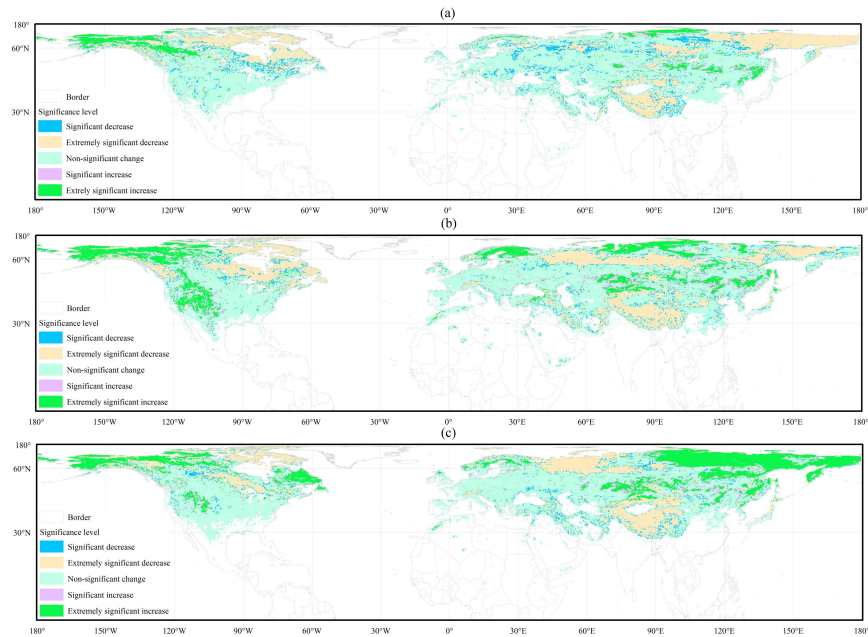 (a)
180°
60°N
30°N
Border
Significance level
Significant decrease
Extremely significant decrease
Non-significant change
Significant increase
Extrely significant increase
180° 150°W 120°W 90°W 60°W 30°W 0° 30°E 60°E 90°E 120°E 150°E 180°
(b)
180°
60°N
30°N
Border
Significance level
Significant decrease
Extremely significant decrease
Non-significant change
Significant increase
Extremely significant increase
180° 150°W 120°W 90°W 60°W 30°W 0° 30°E 60°E 90°E 120°E 150°E 180°
(c)
180°
60°N
30°N
Border
Significance level
Significant decrease
Extremely significant decrease
Non-significant change
Significant increase
Extremely significant increase
180° 150°W 120°W 90°W 60°W 30°W 0° 30°E 60°E 90°E 120°E 150°E 180°